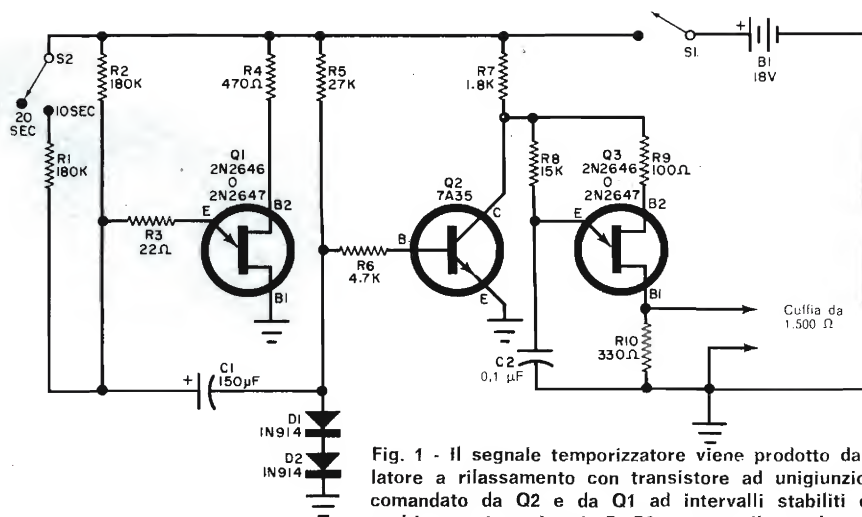 S2
20
SEC
10SEC
R1
180K
R2
180K
R3
22Ω
R4
470Ω
Q1
2N2646
O
2N2647
E
B2
B1
R5
27K
R6
4.7K
C1
+
150µF
D1
1N914
D2
1N914
R7
1.8K
Q2
7A35
B
C
E
R8
15K
C2
0,1 µF
Q3
2N2646
O
2N2647
R9
100Ω
E
B2
B1
R10
330Ω
S1
+
B1
18V
Cuffia da
1.500 Ω
Fig. 1 - Il segnale temporizzatore viene prodotto da
latore a rilassamento con transistore ad unigiunzio
comandato da Q2 e da Q1 ad intervalli stabiliti